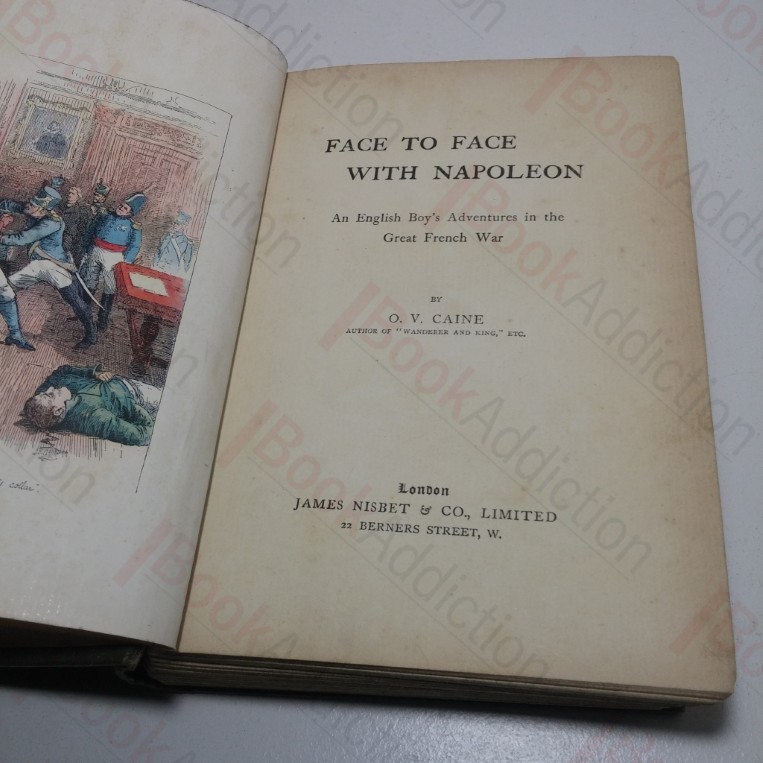 FACE TO FACE
WITH NAPOLEON
An English Boy's Adventures in the
Great French War
BY
O. V. CAINE
AUTHOR OF "WANDERER AND KING," ETC.
London
JAMES NISBET & CO., LIMITED
22 BERNERS STREET, W.
BookAddiction